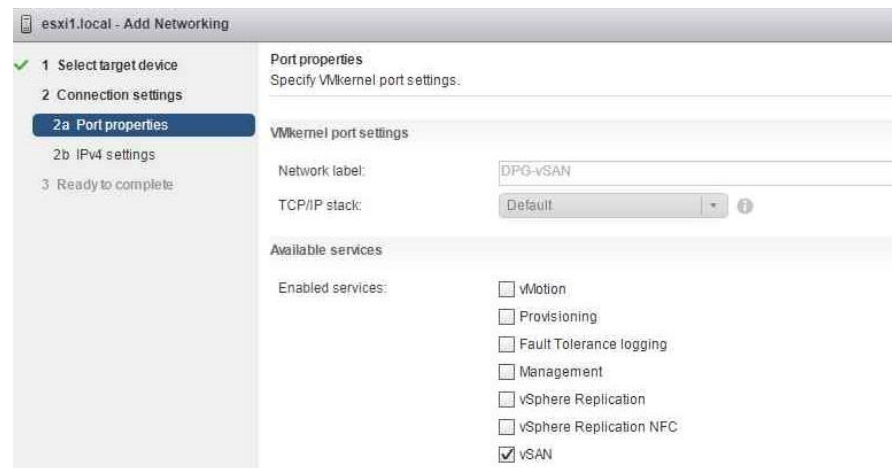 esxi1.local - Add Networking
1 Select target device
2 Connection settings
2a Port properties
2b IPv4 settings
3 Ready to complete
Port properties
Specify VMkernel port settings.
VMkernel port settings
Network label: DPG-vSAN
TCP/IP stack: Default
Available services
Enabled services:
vMotion
Provisioning
Fault Tolerance logging
Management
vSphere Replication
vSphere Replication NFC
vSAN